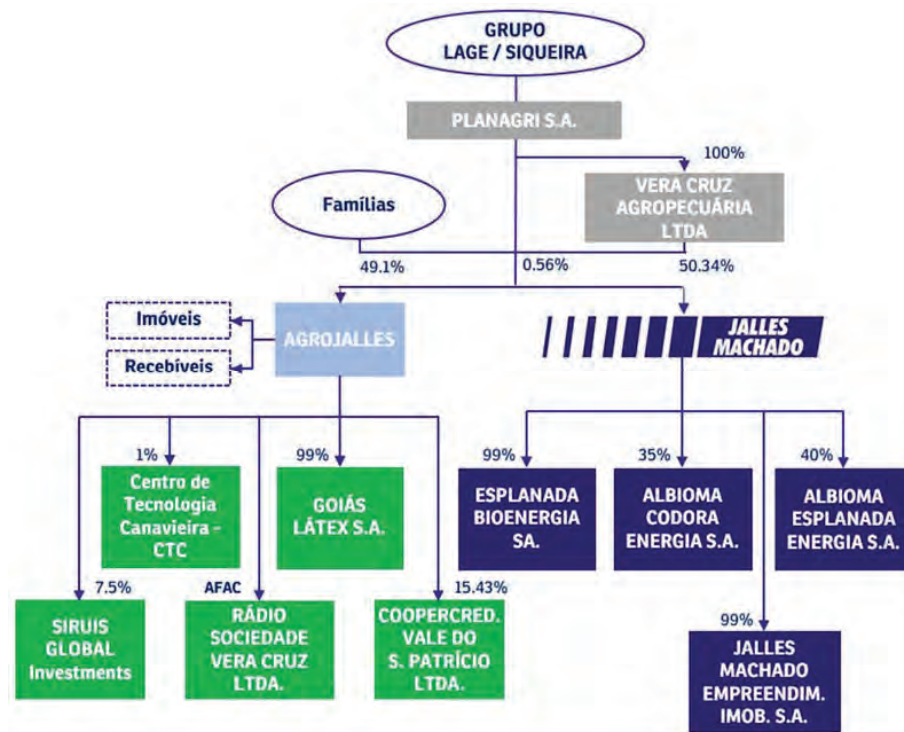 GRUPO
LAGE / SIQUEIRA
PLANAGRI S.A.
100%
VERA CRUZ
AGROPECUÁRIA
LTDA
Famílias
49.1%
0.56%
50.34%
Imóveis
Recebíveis
AGROJALLES
JALLES
MACHADO
1%
Centro de
Tecnologia
Canavieira -
CTC
99%
GOIÁS
LÁTEX S.A.
99%
ESPLANADA
BIOENERGIA
SA.
35%
ALBIOMA
CODORA
ENERGIA S.A.
40%
ALBIOMA
ESPLANADA
ENERGIA S.A.
7.5%
SIRUIS
GLOBAL
Investments
AFAC
RÁDIO
SOCIEDADE
VERA CRUZ
LTDA.
15.43%
COOPERCRED.
VALE DO
S. PATRÍCIO
LTDA.
99%
JALLES
MACHADO
EMPREENDIM.
IMOB. S.A.